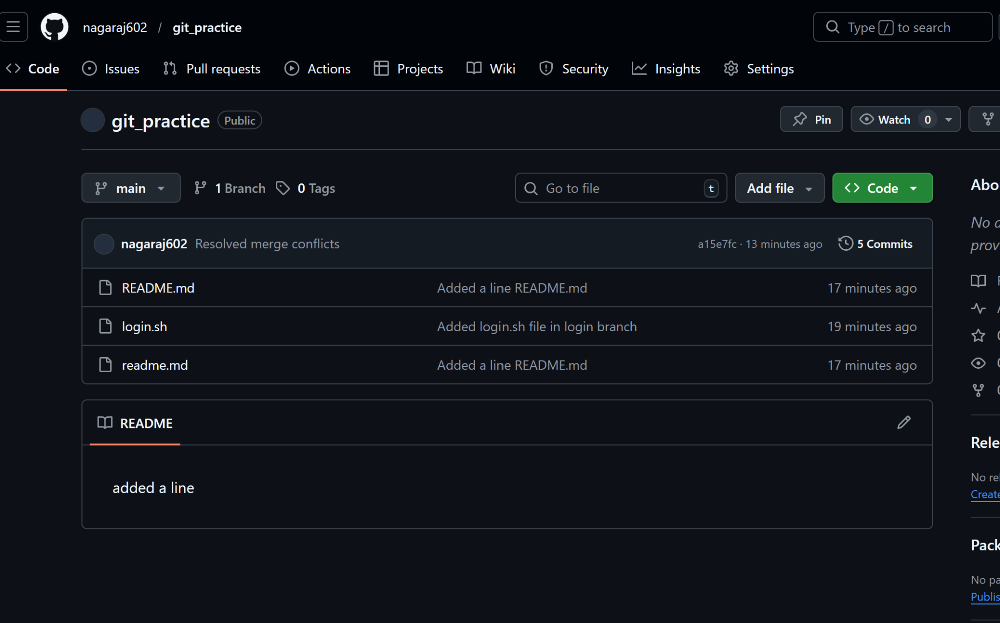 nagaraj602 / git_practice
Type / to search
Code Issues Pull requests Actions Projects Wiki Security Insights Settings
git_practice Public
Pin Watch 0
main 1 Branch 0 Tags
Go to file t Add file Code
nagaraj602 Resolved merge conflicts a15e7fc · 13 minutes ago 5 Commits
README.md Added a line README.md 17 minutes ago
login.sh Added login.sh file in login branch 19 minutes ago
readme.md Added a line README.md 17 minutes ago
README
added a line
Abo
No
prov
Rele
No rel
Create
Pack
No pa
Publis